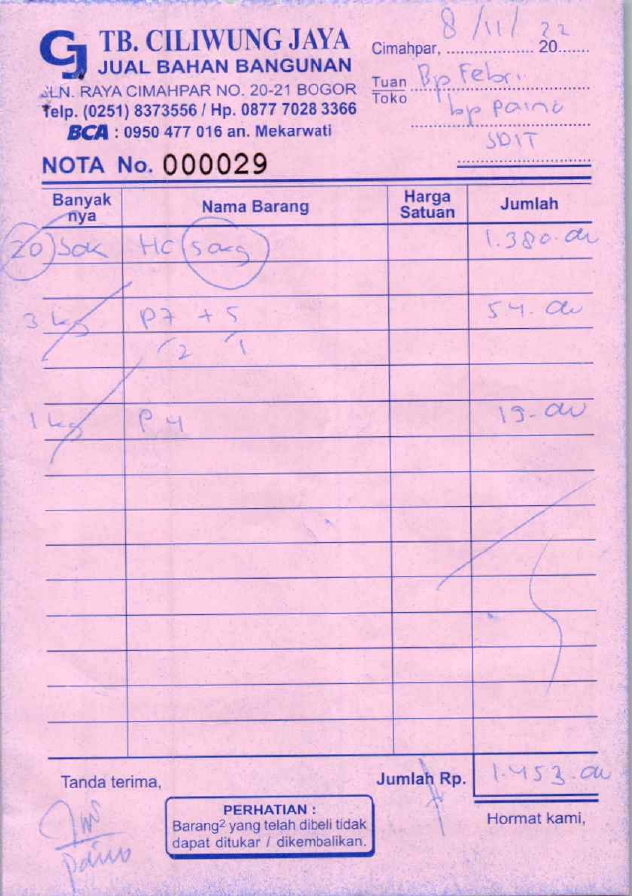 GJ TB. CILIWUNG JAYA
JUAL BAHAN BANGUNAN
JLN. RAYA CIMAHPAR NO. 20-21 BOGOR
Telp. (0251) 8373556 / Hp. 0877 7028 3366
BCA : 0950 477 016 an. Mekarwati
NOTA No. 000029
Cimahpar, 8/11/ 2022
Tuan Bp Febri
Toko bp paino
SDIT
Banyak nya Nama Barang Harga Satuan Jumlah
20 Sak HC 1.380.000
3 kg P7 + 5 54.000
2 1
1 kg P4 19.000
Jumlah Rp. 1.453.000
Tanda terima,
paino
PERHATIAN :
Barang² yang telah dibeli tidak
dapat ditukar / dikembalikan.
Hormat kami,